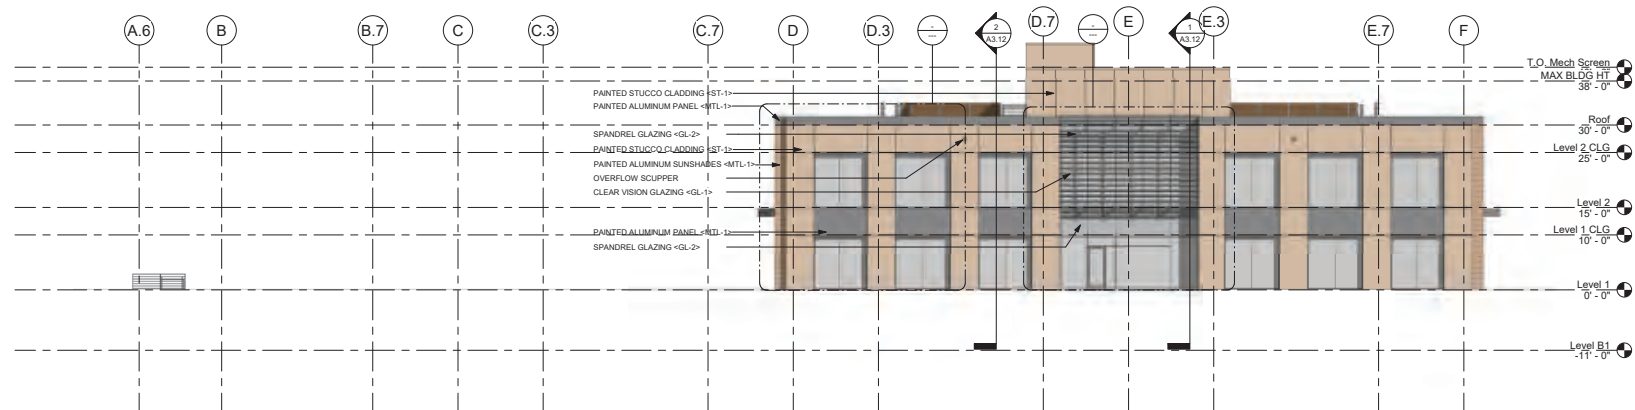 A.6 B B.7 C C.3 C.7 D D.3 - --- 2 A3.12 D.7 - --- E 1 A3.12 E.3 E.7 F
T.O. Mech Screen
MAX BLDG HT
38' - 0"
PAINTED STUCCO CLADDING <ST-1>
PAINTED ALUMINUM PANEL <MTL-1>
Roof
30' - 0"
SPANDREL GLAZING <GL-2>
PAINTED STUCCO CLADDING <ST-1>
Level 2 CLG
25' - 0"
PAINTED ALUMINUM SUNSHADES <MTL-1>
OVERFLOW SCUPPER
CLEAR VISION GLAZING <GL-1>
Level 2
15' - 0"
PAINTED ALUMINUM PANEL <MTL-1>
Level 1 CLG
10' - 0"
SPANDREL GLAZING <GL-2>
Level 1
0' - 0"
Level B1
-11' - 0"